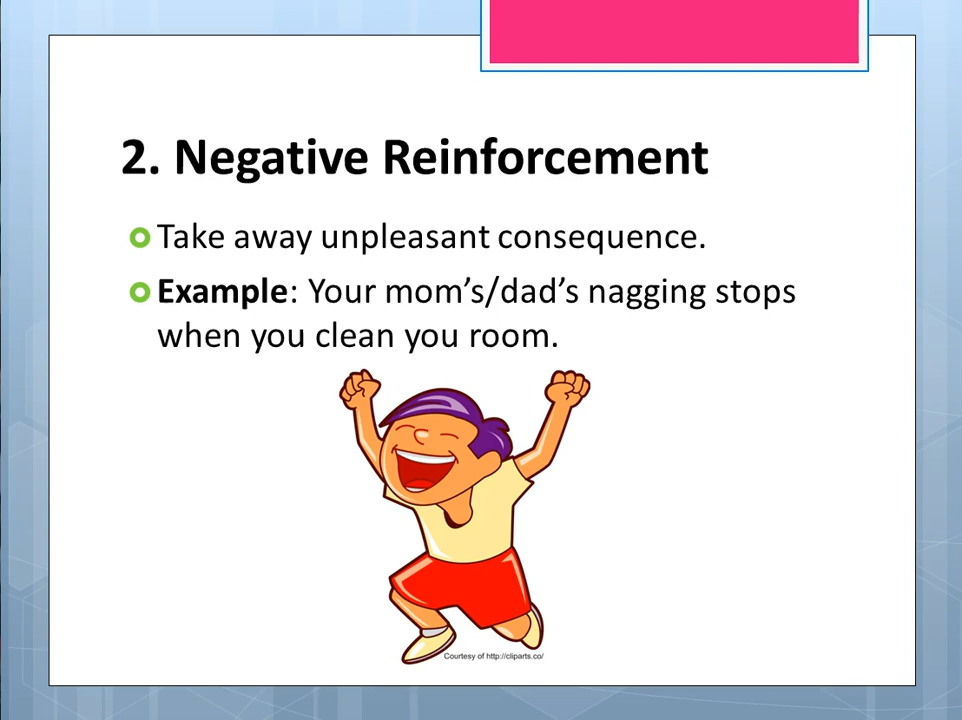 2. Negative Reinforcement
Take away unpleasant consequence.
Example: Your mom’s/dad’s nagging stops
when you clean you room.
Courtesy of http://cliparts.co/